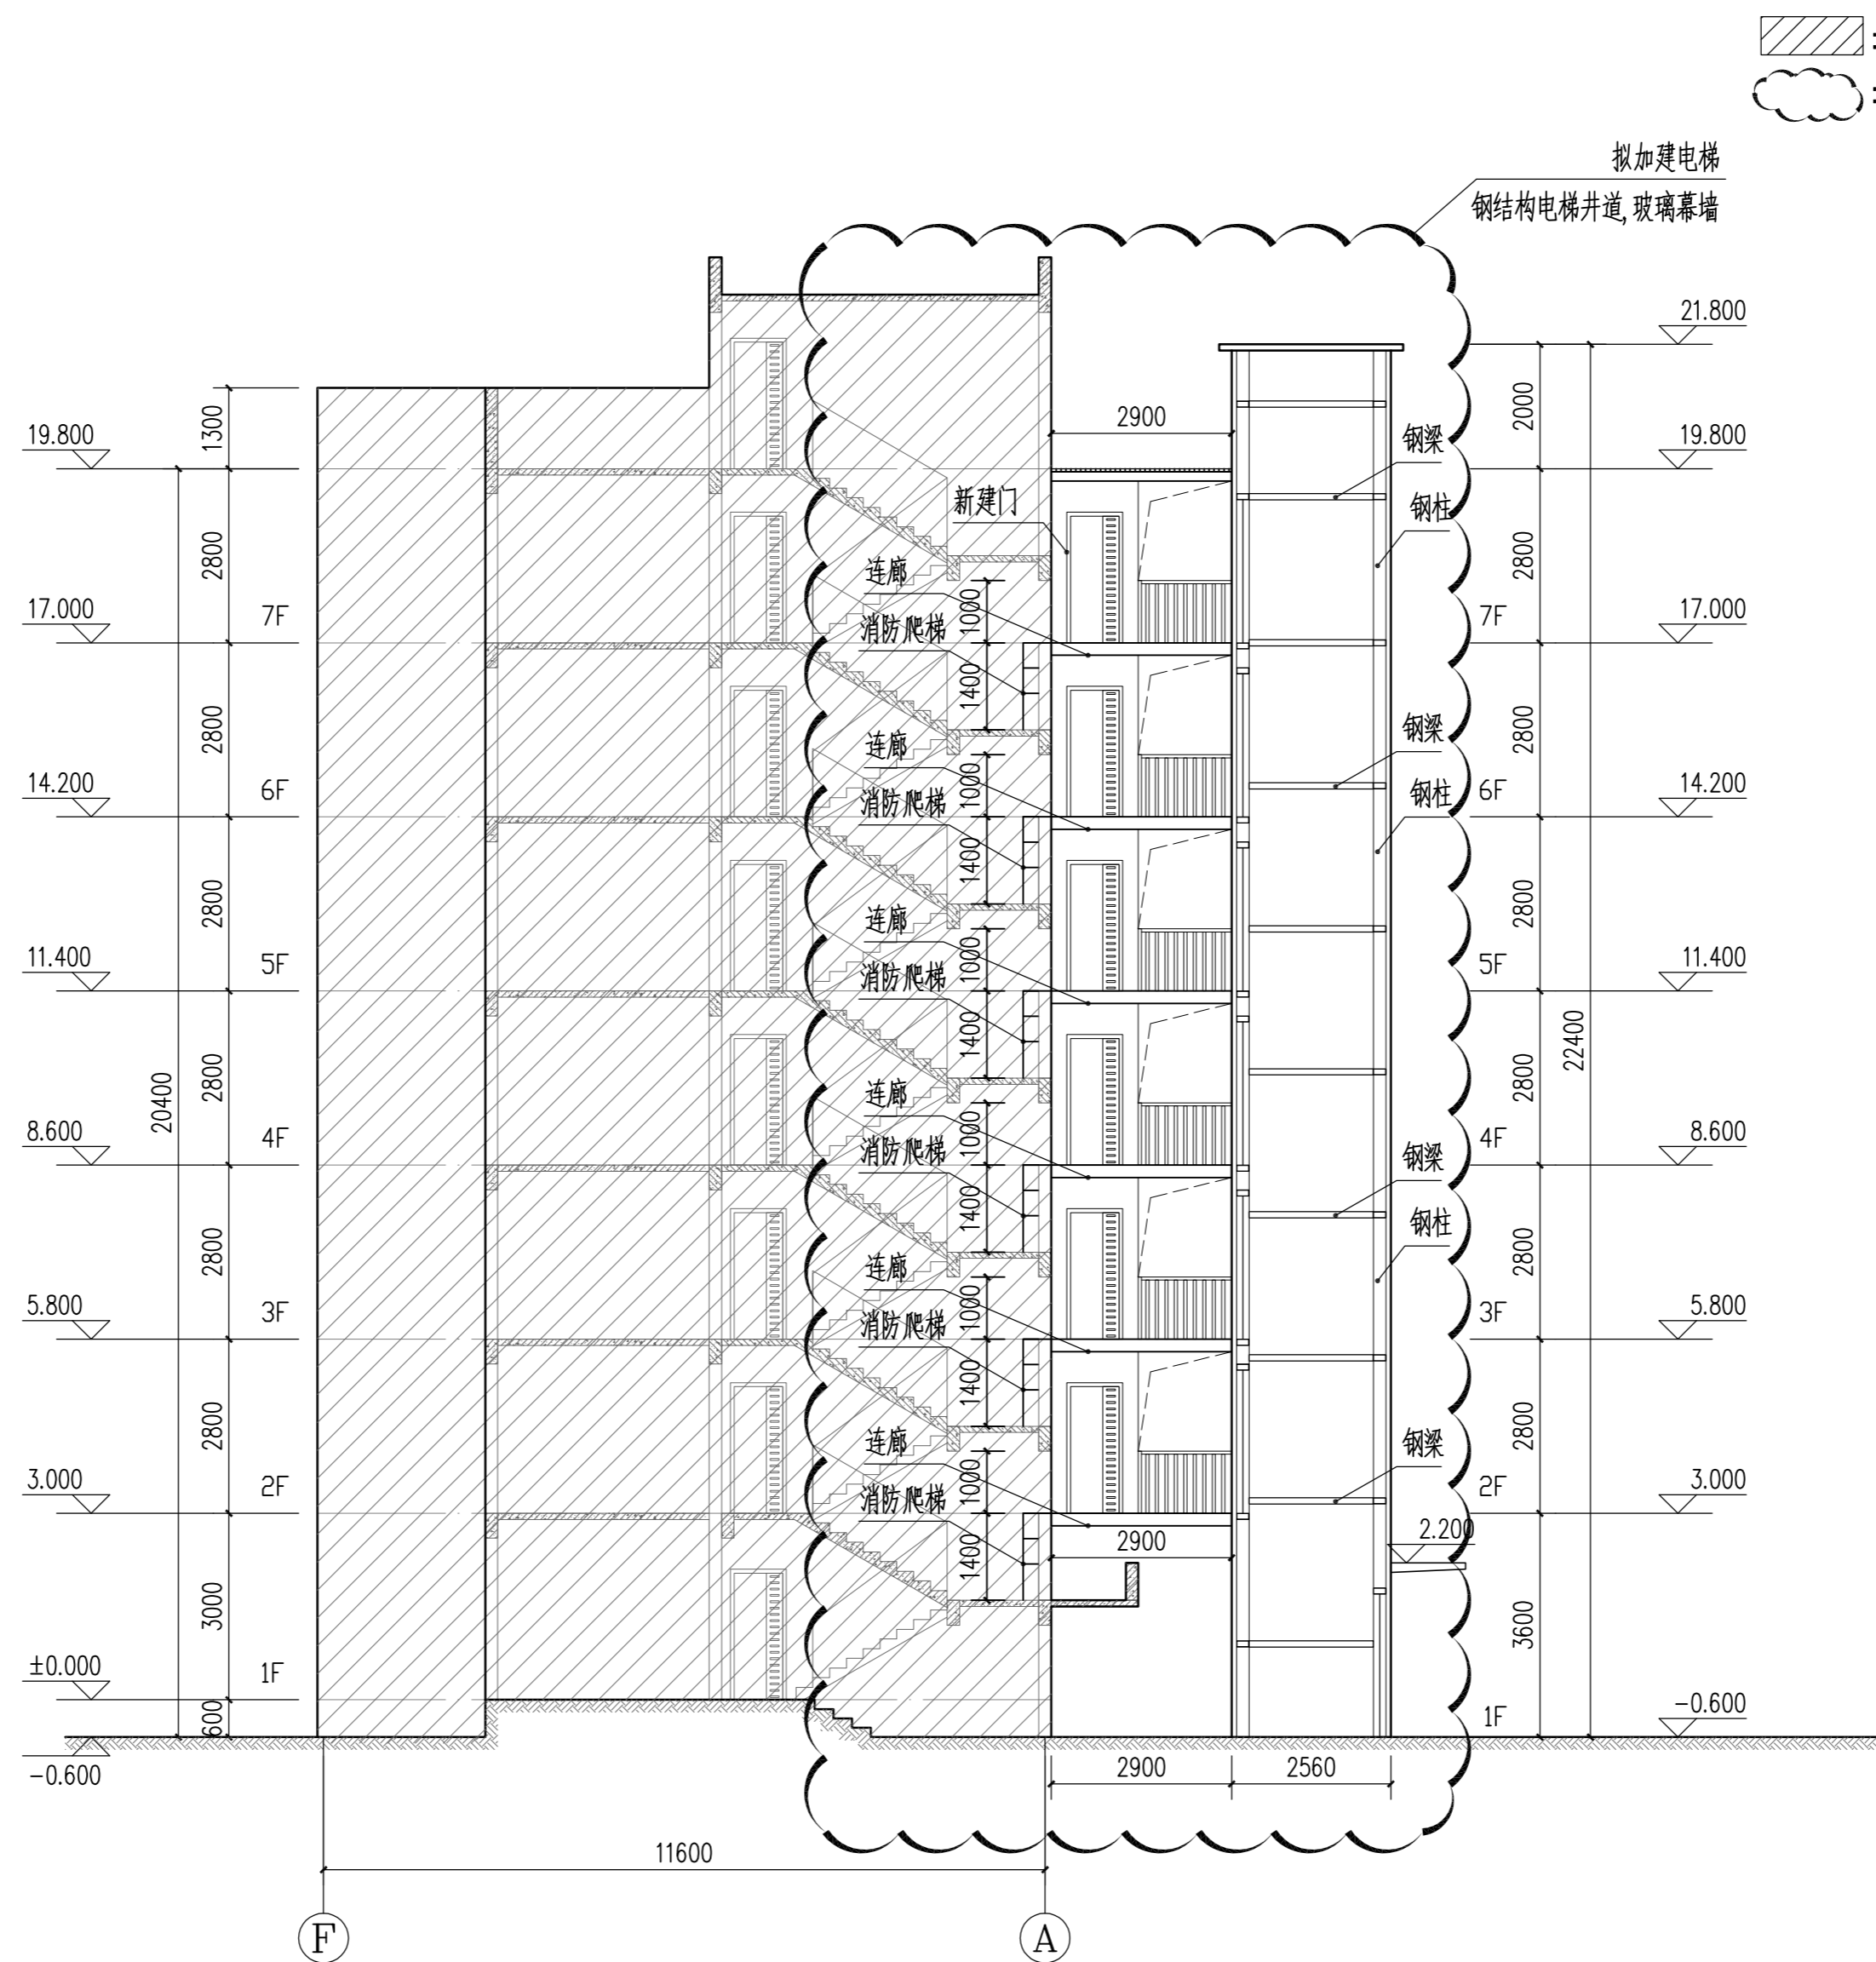 :
:
拟加建电梯
钢结构电梯井道,玻璃幕墙
21.800
1300
2900
2000
19.800
钢梁
19.800
新建门
钢柱
2800
连廊
2800
17.000
7F
消防爬梯
1000
7F
17.000
2800
1400
钢梁
2800
连廊
14.200
6F
消防爬梯
1000
钢柱
6F
14.200
2800
1400
2800
连廊
11.400
5F
消防爬梯
1000
5F
11.400
20400
2800
1400
2800
22400
连廊
8.600
4F
消防爬梯
1000
钢梁
4F
8.600
2800
1400
钢柱
2800
连廊
5.800
3F
消防爬梯
1000
3F
5.800
2800
1400
2800
连廊
钢梁
3.000
2F
消防爬梯
1000
2F
3.000
1400
2900
2.200
3000
3600
±0.000
1F
-0.600
600
1F
-0.600
2900
2560
11600
F
A